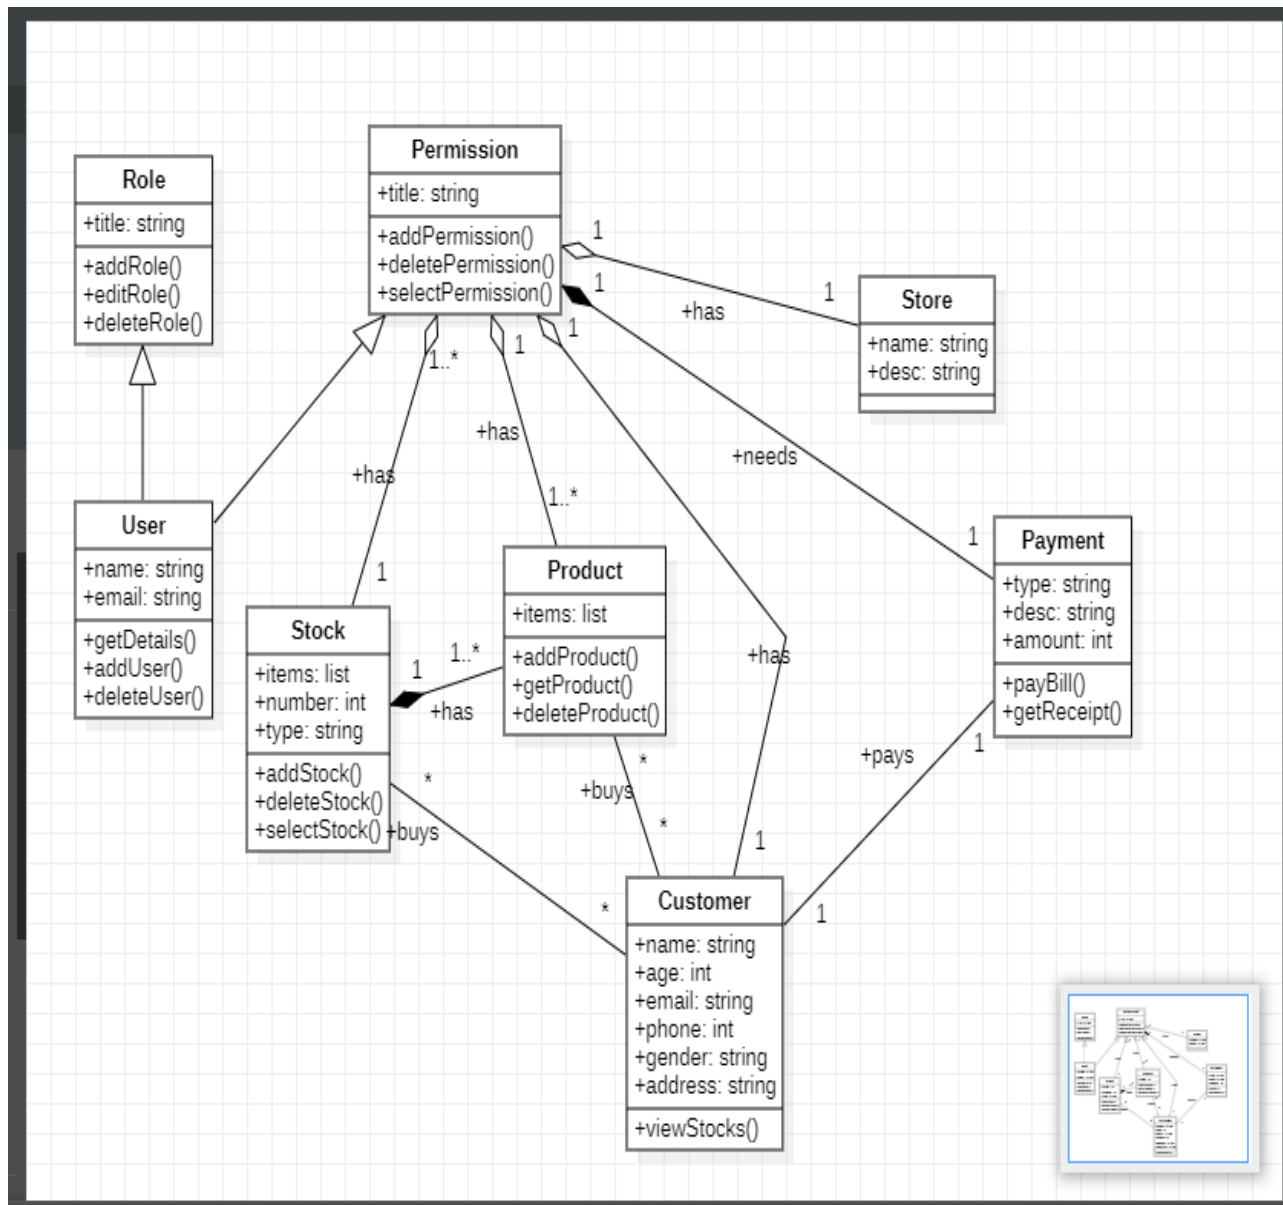 Role
+title: string
+addRole()
+editRole()
+deleteRole()
Permission
+title: string
+addPermission()
+deletePermission()
+selectPermission()
1
1
+has
Store
+name: string
+desc: string
1
1..*
1
1
+has
+has
1..*
1
+needs
1
User
+name: string
+email: string
+getDetails()
+addUser()
+deleteUser()
Stock
+items: list
+number: int
+type: string
+addStock()
+deleteStock()
+selectStock()
1
1..*
+has
Product
+items: list
+addProduct()
+getProduct()
+deleteProduct()
+has
1
Payment
+type: string
+desc: string
+amount: int
+payBill()
+getReceipt()
*
+buys
*
*
+buys
*
+pays
1
1
Customer
+name: string
+age: int
+email: string
+phone: int
+gender: string
+address: string
+viewStocks()